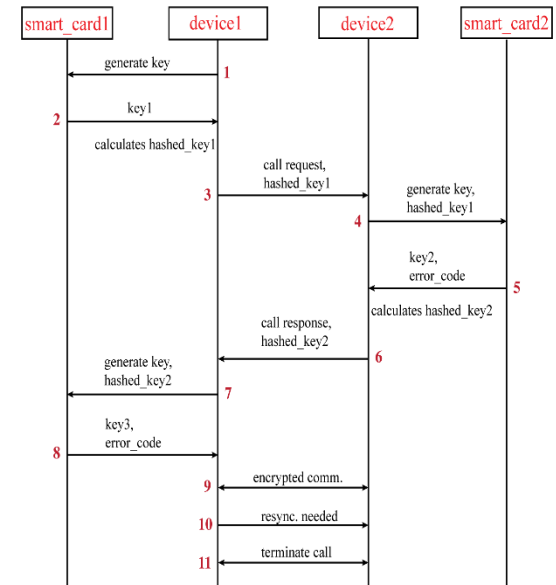 smart_card1 device1 device2 smart_card2
generate key 1
2 key1
calculates hashed_key1
call request,
3 hashed_key1
generate key,
4 hashed_key1
key2,
error_code 5
calculates hashed_key2
call response,
hashed_key2 6
generate key,
hashed_key2 7
key3,
8 error_code
9 encrypted comm.
10 resync. needed
11 terminate call